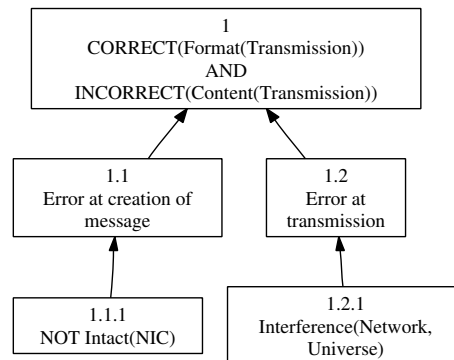 1
CORRECT(Format(Transmission))
AND
INCORRECT(Content(Transmission))
1.1
Error at creation of
message
1.2
Error at
transmission
1.1.1
NOT Intact(NIC)
1.2.1
Interference(Network,
Universe)